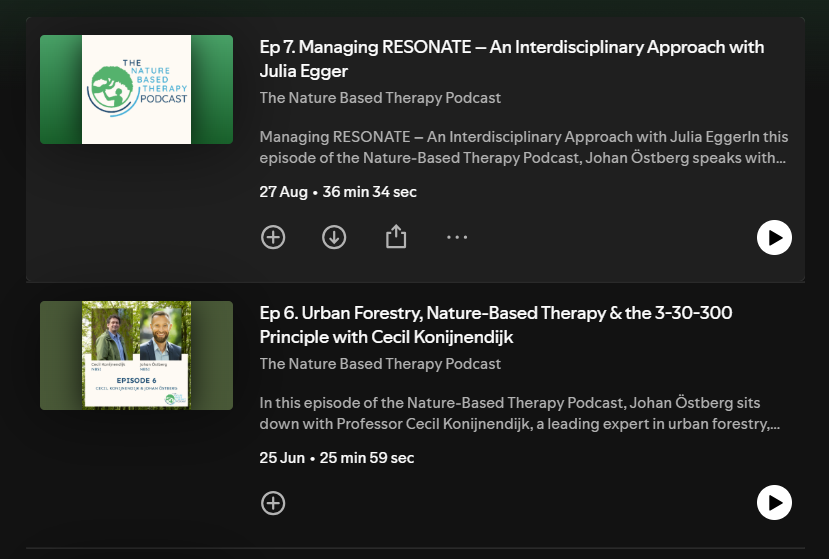 THE
NATURE
BASED
THERAPY
PODCAST
Ep 7. Managing RESONATE – An Interdisciplinary Approach with
Julia Egger
The Nature Based Therapy Podcast
Managing RESONATE – An Interdisciplinary Approach with Julia EggerIn this
episode of the Nature-Based Therapy Podcast, Johan Östberg speaks with...
27 Aug • 36 min 34 sec
Cecil Konijnendijk
NBSI
Johan Östberg
EPISODE 6
CECIL KONIJNENDIJK & JOHAN ÖSTBERG
Ep 6. Urban Forestry, Nature-Based Therapy & the 3-30-300
Principle with Cecil Konijnendijk
The Nature Based Therapy Podcast
In this episode of the Nature-Based Therapy Podcast, Johan Östberg sits
down with Professor Cecil Konijnendijk, a leading expert in urban forestry,...
25 Jun • 25 min 59 sec